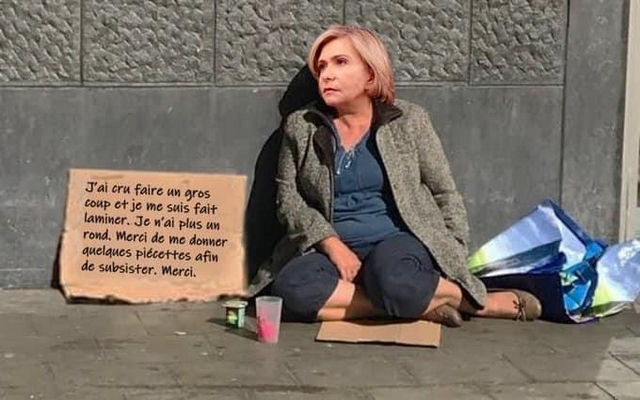 J'ai cru faire un gros
coup et je me suis fait
laminer. Je n'ai plus un
rond. Merci de me donner
quelques piécettes afin
de subsister. Merci.